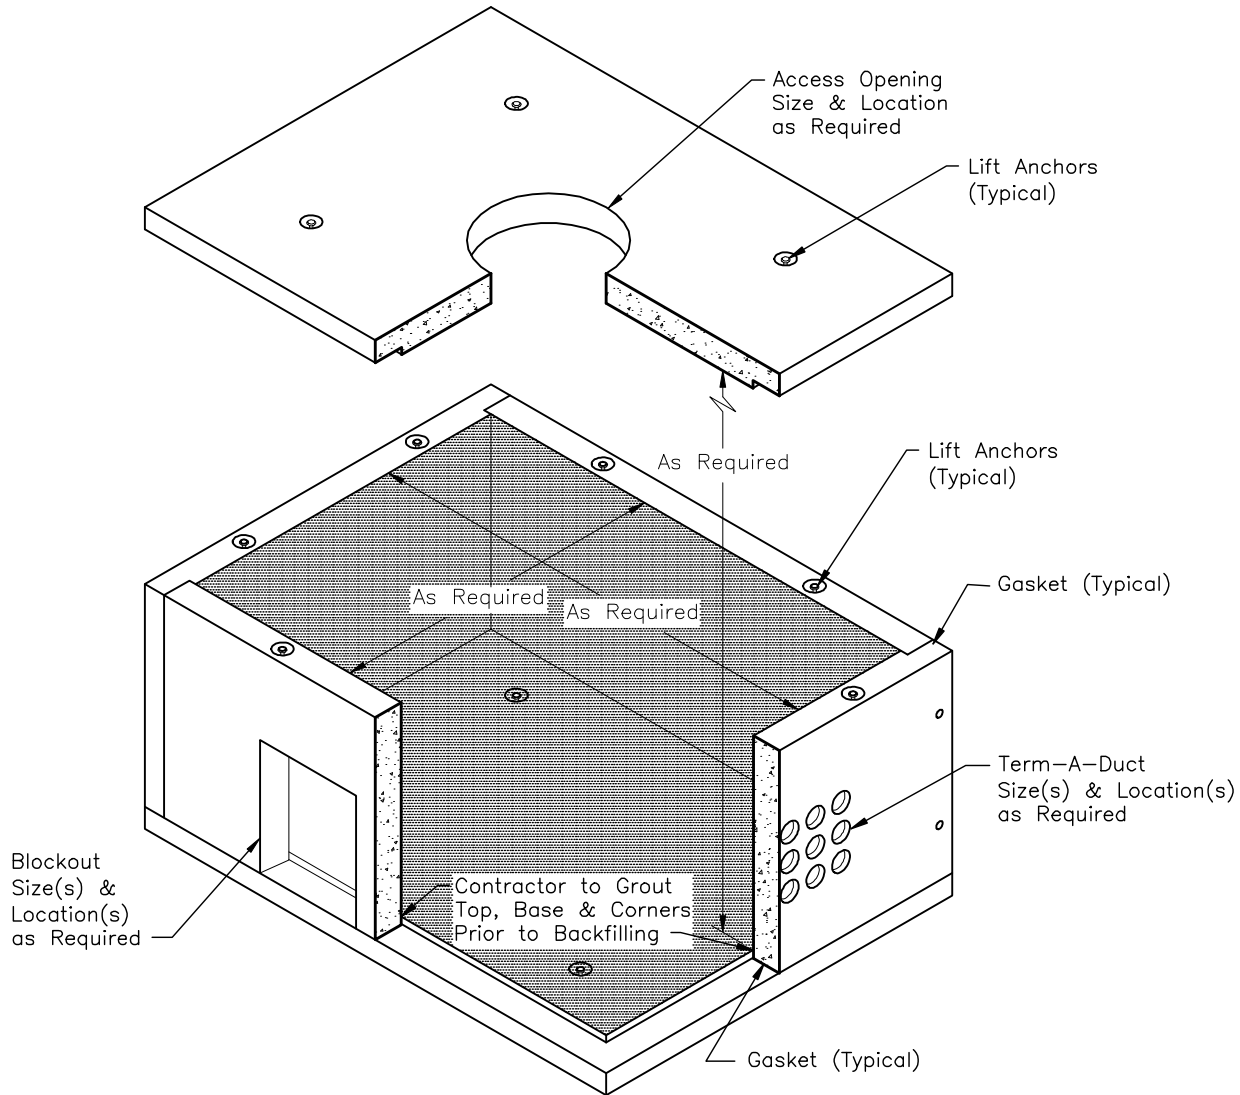 Access Opening
Size & Location
as Required
Lift Anchors
(Typical)
As Required
Lift Anchors
(Typical)
Gasket (Typical)
As Required
As Required
Term-A-Duct
Size(s) & Location(s)
as Required
Blockout
Size(s) &
Location(s)
as Required
Contractor to Grout
Top, Base & Corners
Prior to Backfilling
Gasket (Typical)